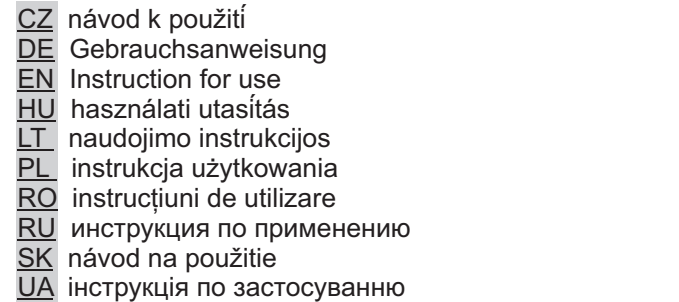 CZ návod k použití
DE Gebrauchsanweisung
EN Instruction for use
HU használati utasítás
LT naudojimo instrukcijos
PL instrukcja użytkowania
RO instrucțiuni de utilizare
RU инструкция по применению
SK návod na použitie
UA інструкція по застосуванню